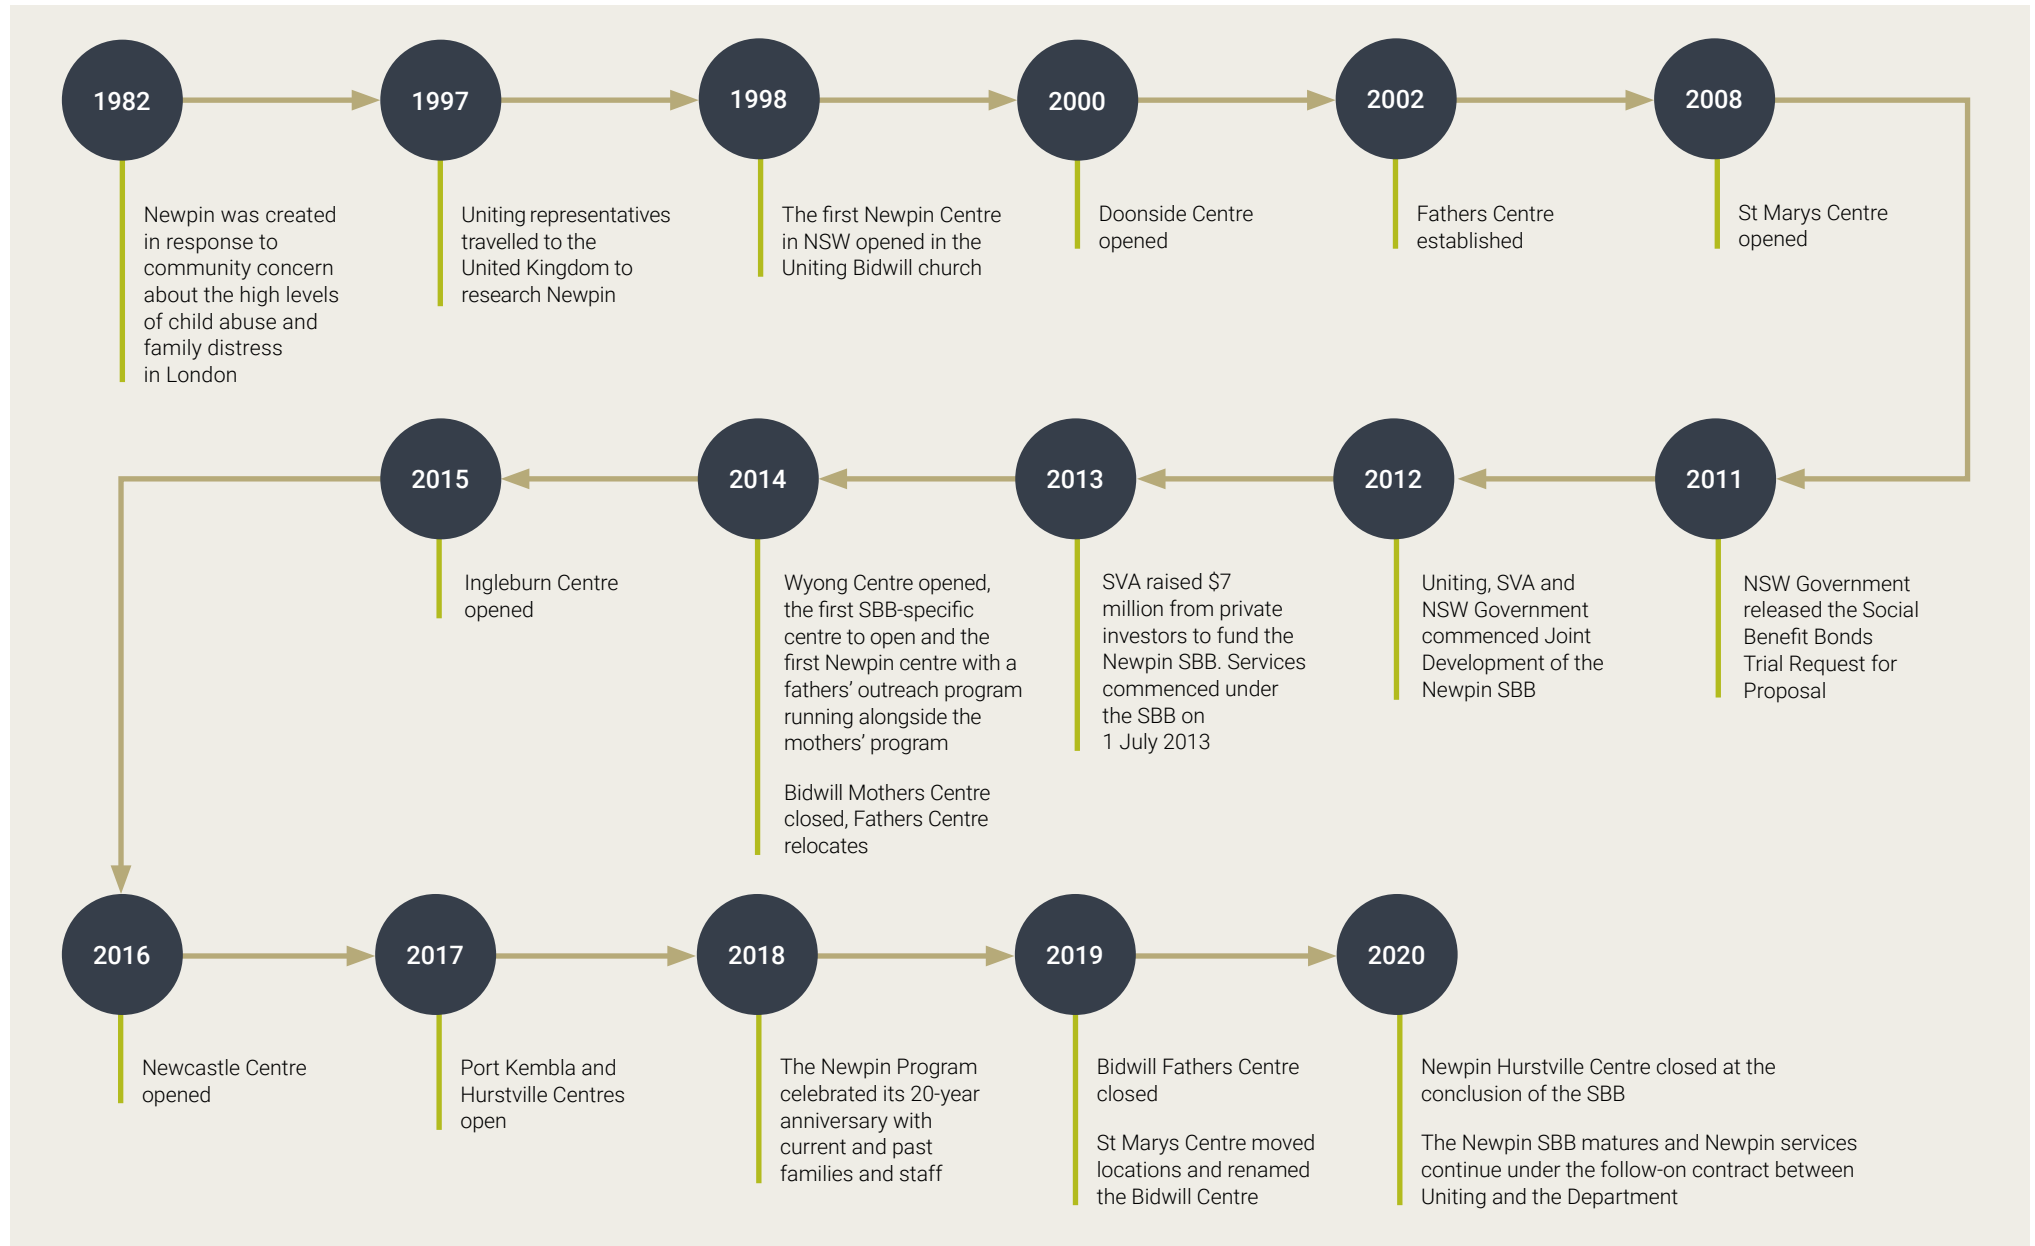 1982
Newpin was created
in response to
community concern
about the high levels
of child abuse and
family distress
in London
1997
Uniting representatives
travelled to the
United Kingdom to
research Newpin
1998
The first Newpin Centre
in NSW opened in the
Uniting Bidwill church
2000
Doonside Centre
opened
2002
Fathers Centre
established
2008
St Marys Centre
opened
2011
NSW Government
released the Social
Benefit Bonds
Trial Request for
Proposal
2012
Uniting, SVA and
NSW Government
commenced Joint
Development of the
Newpin SBB
2013
SVA raised $7
million from private
investors to fund the
Newpin SBB. Services
commenced under
the SBB on
1 July 2013
2014
Wyong Centre opened,
the first SBB-specific
centre to open and the
first Newpin centre with a
fathers’ outreach program
running alongside the
mothers’ program
Bidwill Mothers Centre
closed, Fathers Centre
relocates
2015
Ingleburn Centre
opened
2016
Newcastle Centre
opened
2017
Port Kembla and
Hurstville Centres
open
2018
The Newpin Program
celebrated its 20-year
anniversary with
current and past
families and staff
2019
Bidwill Fathers Centre
closed
St Marys Centre moved
locations and renamed
the Bidwill Centre
2020
Newpin Hurstville Centre closed at the
conclusion of the SBB
The Newpin SBB matures and Newpin services
continue under the follow-on contract between
Uniting and the Department